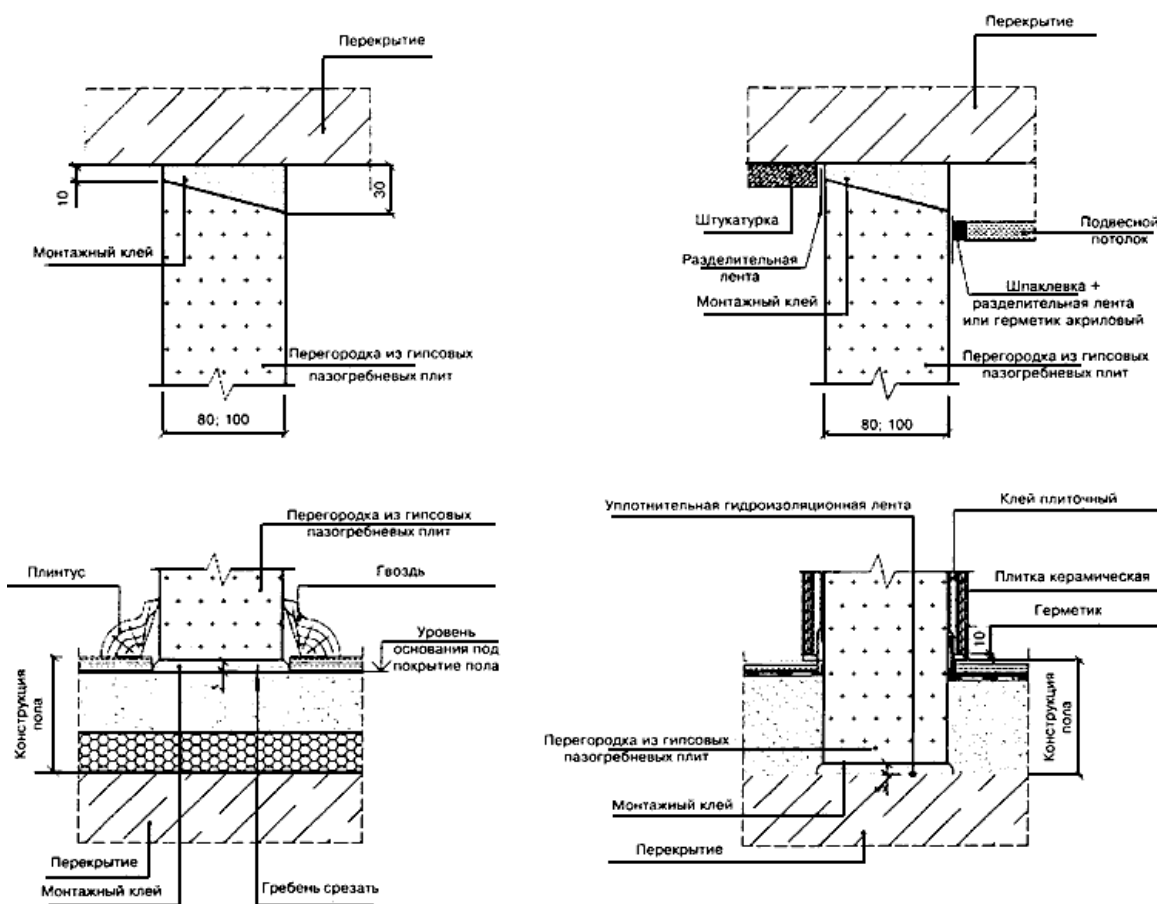 Перекрытие
10
30
Монтажный клей
Перегородка из гипсовых
пазогребневых плит
80; 100
Перекрытие
Штукатурка
Подвесной
потолок
Разделительная
лента
Шпаклевка +
разделительная лента
или герметик акриловый
Монтажный клей
Перегородка из гипсовых
пазогребневых плит
80; 100
Перегородка из гипсовых
пазогребневых плит
Плинтус
Гвоздь
Уровень
основания под
покрытие пола
Конструкция
пола
Перекрытие
Монтажный клей
Гребень срезать
Уплотнительная гидроизоляционная лента
Клей плиточный
Плитка керамическая
Герметик
10
Конструкция
пола
Перегородка из гипсовых
пазогребневых плит
Монтажный клей
Перекрытие